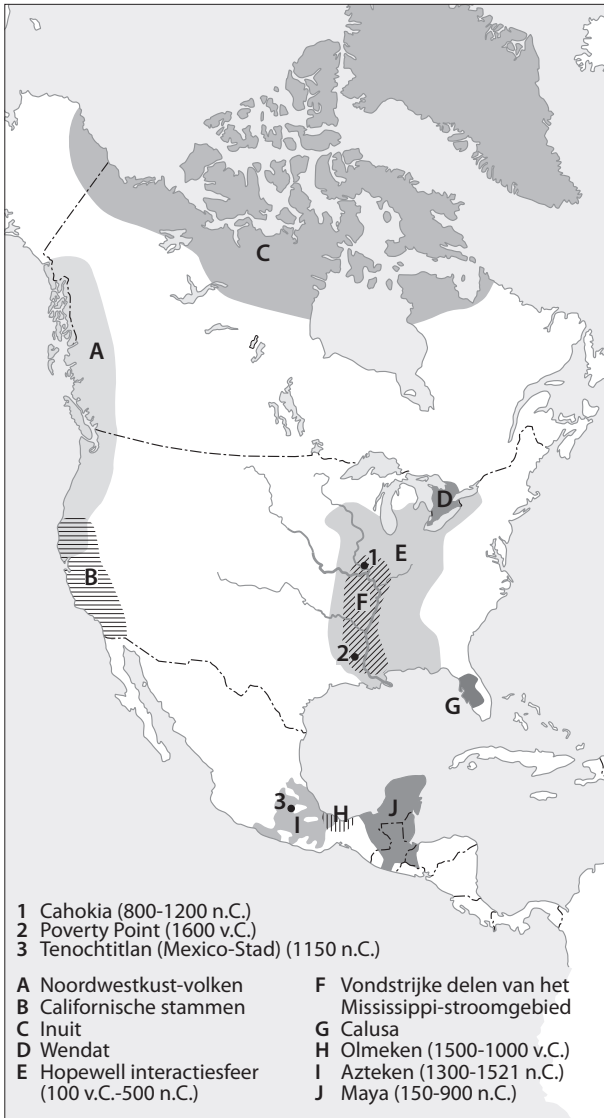 C
A
D
1
E
B
F
2
G
3
H
J
I
1 Cahokia (800-1200 n.C.)
2 Poverty Point (1600 v.C.)
3 Tenochtitlan (Mexico-Stad) (1150 n.C.)
A Noordwestkust-volken
B Californische stammen
C Inuit
D Wendat
E Hopewell interactiesfeer
(100 v.C.-500 n.C.)
F Vondstrijke delen van het
Mississippi-stroomgebied
G Calusa
H Olmeken (1500-1000 v.C.)
I Azteken (1300-1521 n.C.)
J Maya (150-900 n.C.)